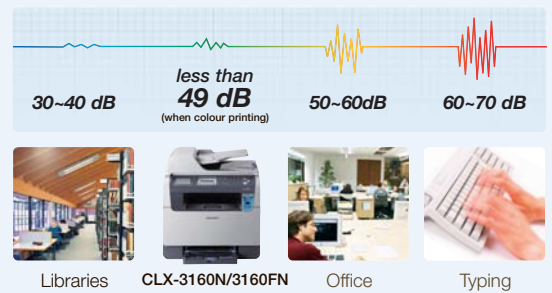 30~40 dB
less than
49 dB
(when colour printing)
50~60dB
60~70 dB
Libraries
CLX-3160N/3160FN
Office
Typing